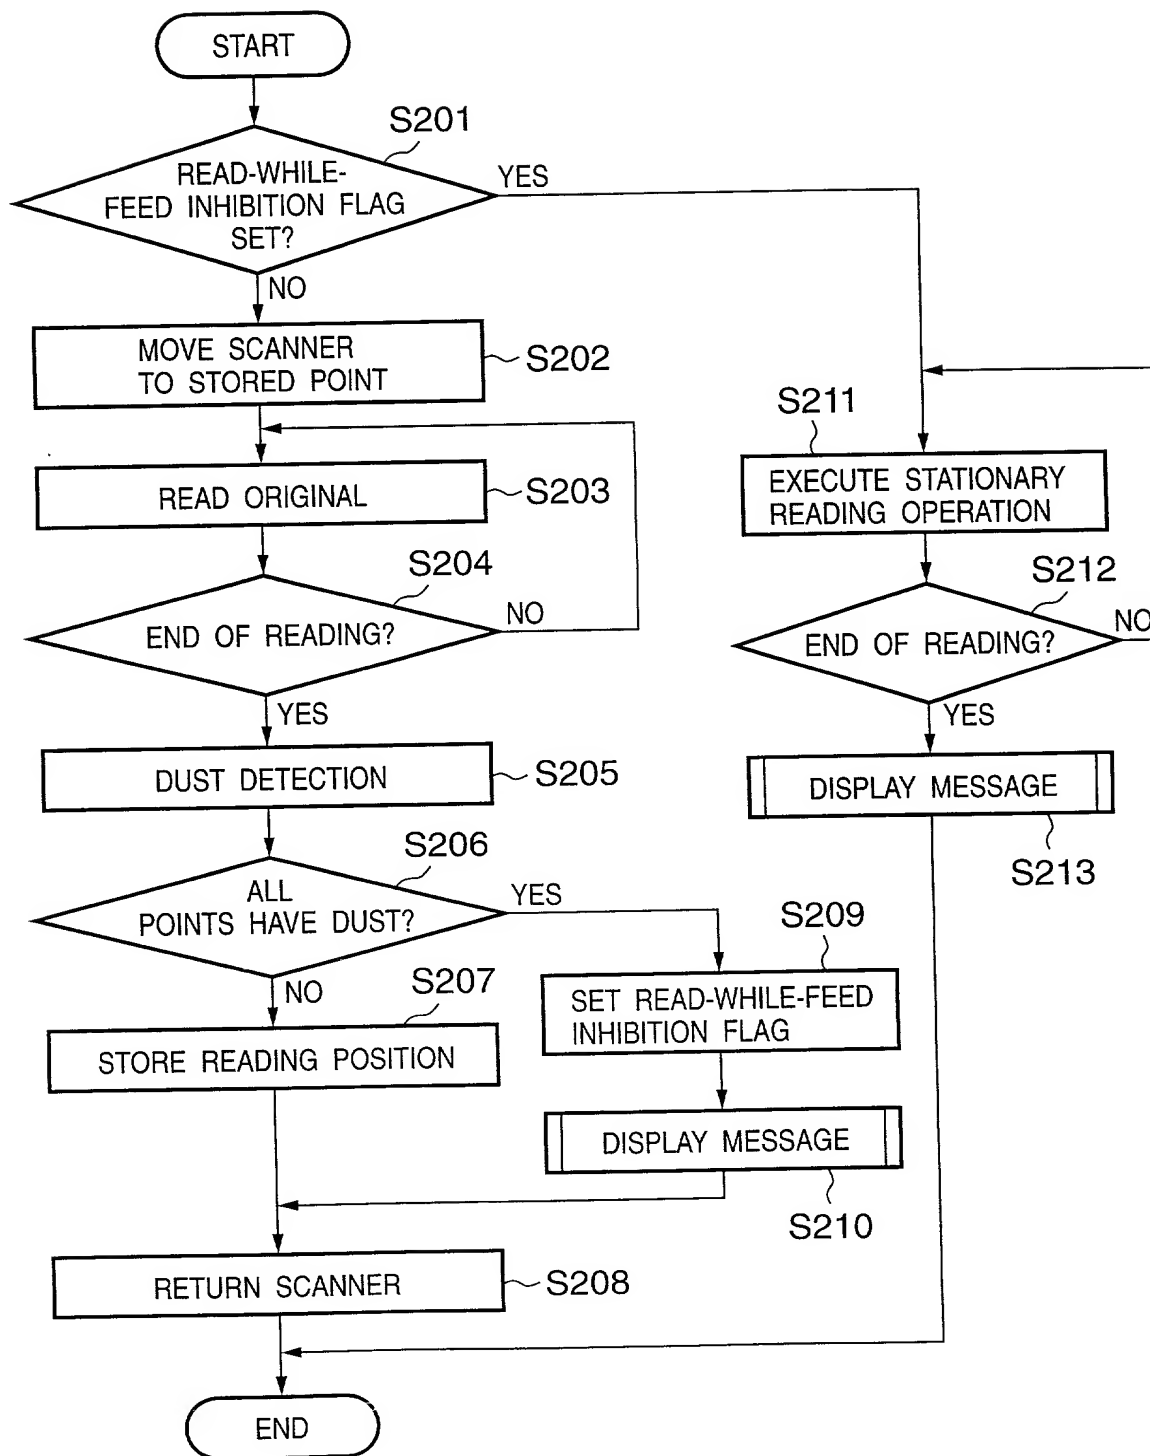 START
S201
READ-WHILE-
FEED INHIBITION FLAG
SET?
YES
NO
MOVE SCANNER
TO STORED POINT
S202
READ ORIGINAL
S203
S204
END OF READING?
NO
YES
DUST DETECTION
S205
S206
ALL
POINTS HAVE DUST?
YES
NO
S207
STORE READING POSITION
S209
SET READ-WHILE-FEED
INHIBITION FLAG
DISPLAY MESSAGE
S210
RETURN SCANNER
S208
S211
EXECUTE STATIONARY
READING OPERATION
S212
END OF READING?
NO
YES
DISPLAY MESSAGE
S213
END